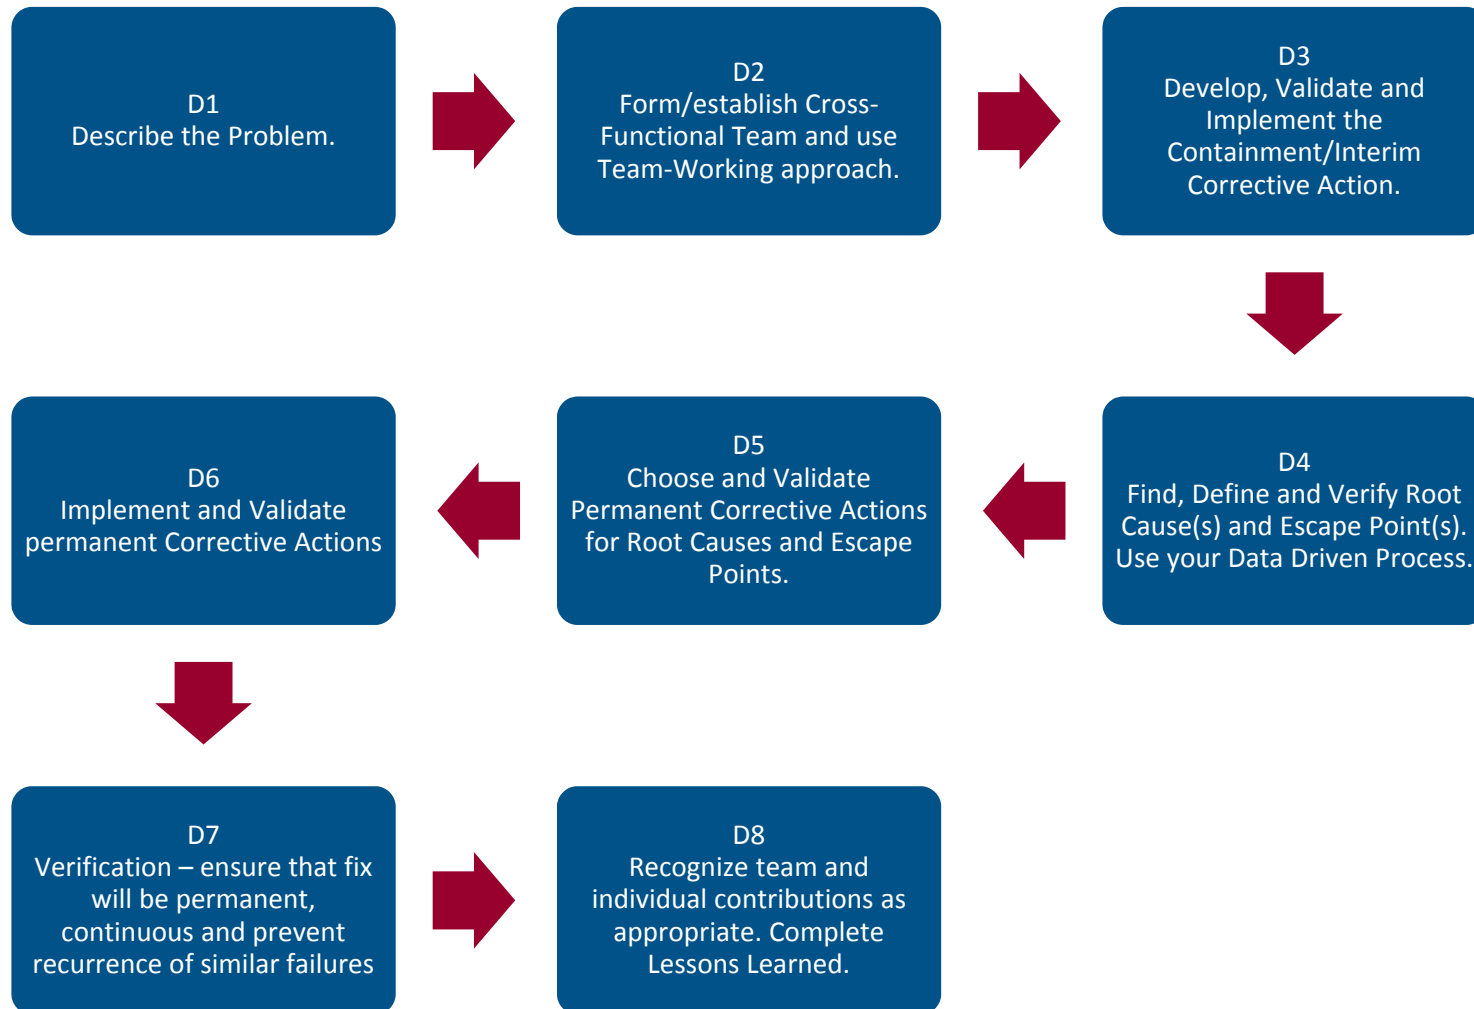 D1
Describe the Problem.
D2
Form/establish Cross-
Functional Team and use
Team-Working approach.
D3
Develop, Validate and
Implement the
Containment/Interim
Corrective Action.
D4
Find, Define and Verify Root
Cause(s) and Escape Point(s).
Use your Data Driven Process.
D5
Choose and Validate
Permanent Corrective Actions
for Root Causes and Escape
Points.
D6
Implement and Validate
permanent Corrective Actions
D7
Verification – ensure that fix
will be permanent,
continuous and prevent
recurrence of similar failures
D8
Recognize team and
individual contributions as
appropriate. Complete
Lessons Learned.